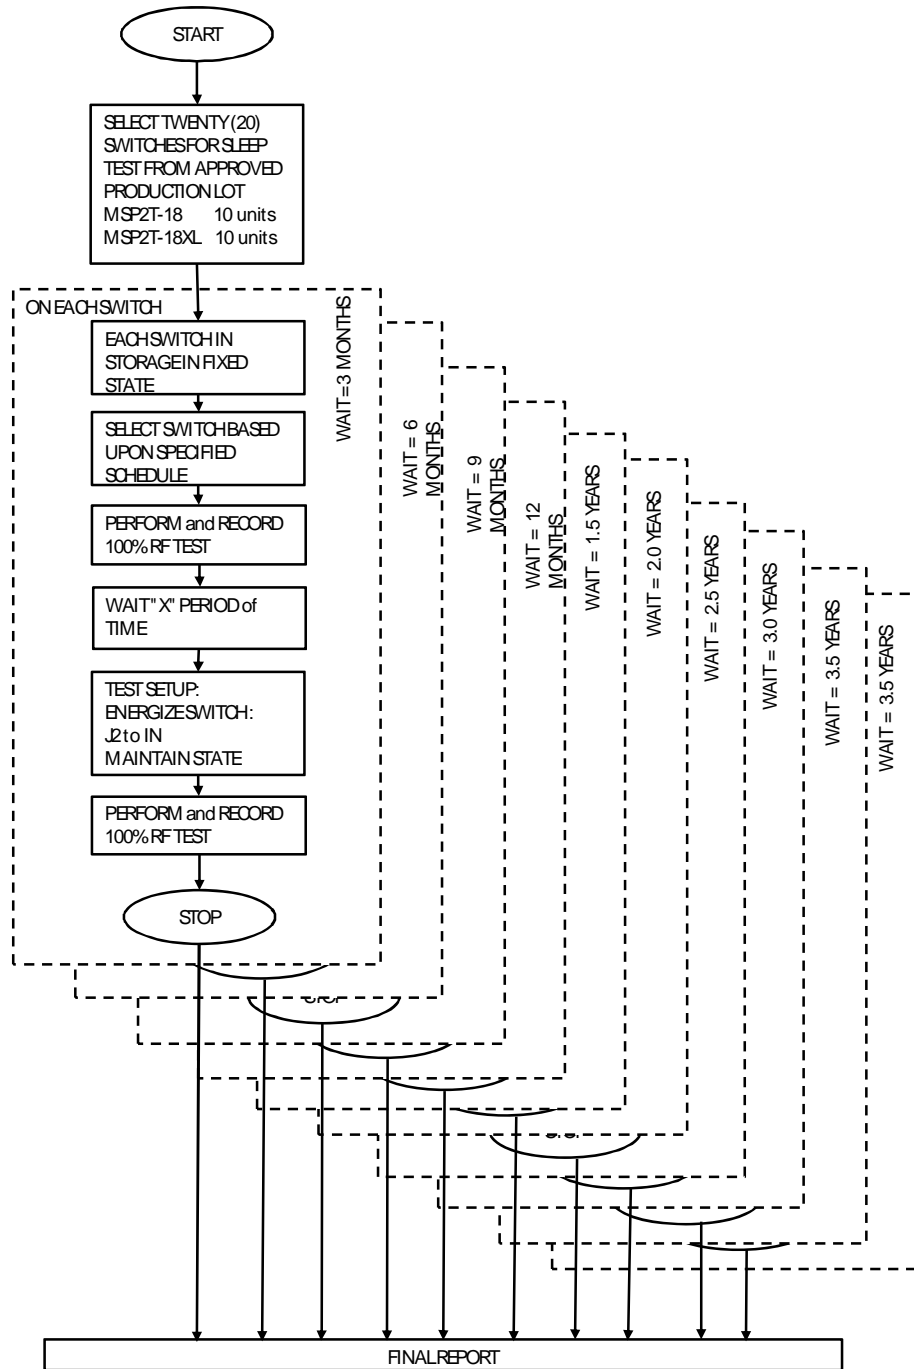 START
SELECT TWENTY (20)
SWITCHES FOR SLEEP
TEST FROM APPROVED
PRODUCTION LOT
MSP2T-18 10 units
MSP2T-18XL 10 units
ON EACH SWITCH
EACH SWITCH IN
STORAGE IN FIXED
STATE
SELECT SWITCH BASED
UPON SPECIFIED
SCHEDULE
PERFORM and RECORD
100% RF TEST
WAIT "X" PERIOD of
TIME
TEST SETUP:
ENERGIZE SWITCH:
J2 to IN
MAINTAIN STATE
PERFORM and RECORD
100% RF TEST
STOP
WAIT = 3 MONTHS
WAIT = 6
MONTHS
WAIT = 9
MONTHS
WAIT = 12
MONTHS
WAIT = 1.5 YEARS
WAIT = 2.0 YEARS
WAIT = 2.5 YEARS
WAIT = 3.0 YEARS
WAIT = 3.5 YEARS
WAIT = 3.5 YEARS
FINAL REPORT